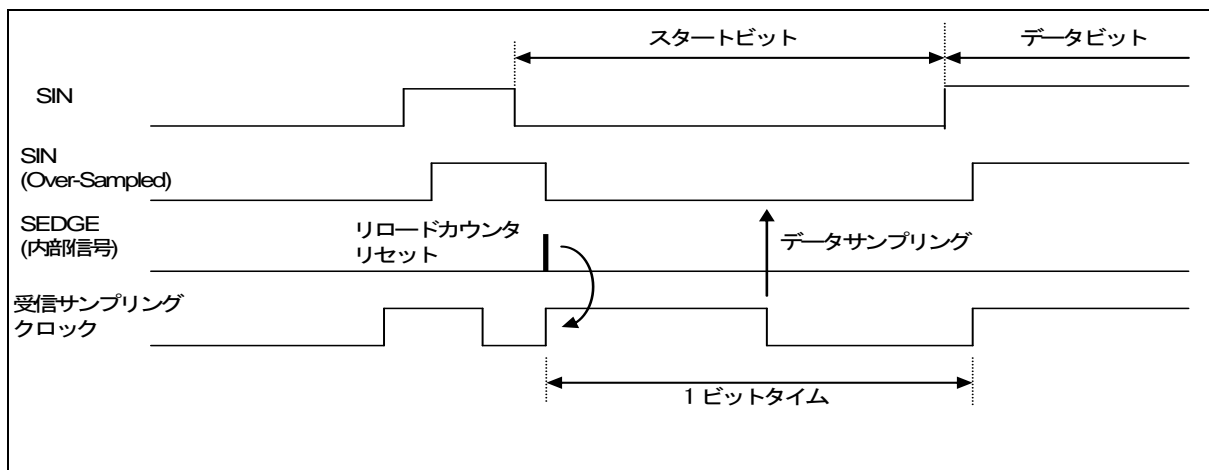 スタートビット
データビット
SIN
SIN
(Over-Sampled)
SEDGE
(内部信号)
リロードカウンタ
リセット
データサンプリング
受信サンプリング
クロック
1 ビットタイム